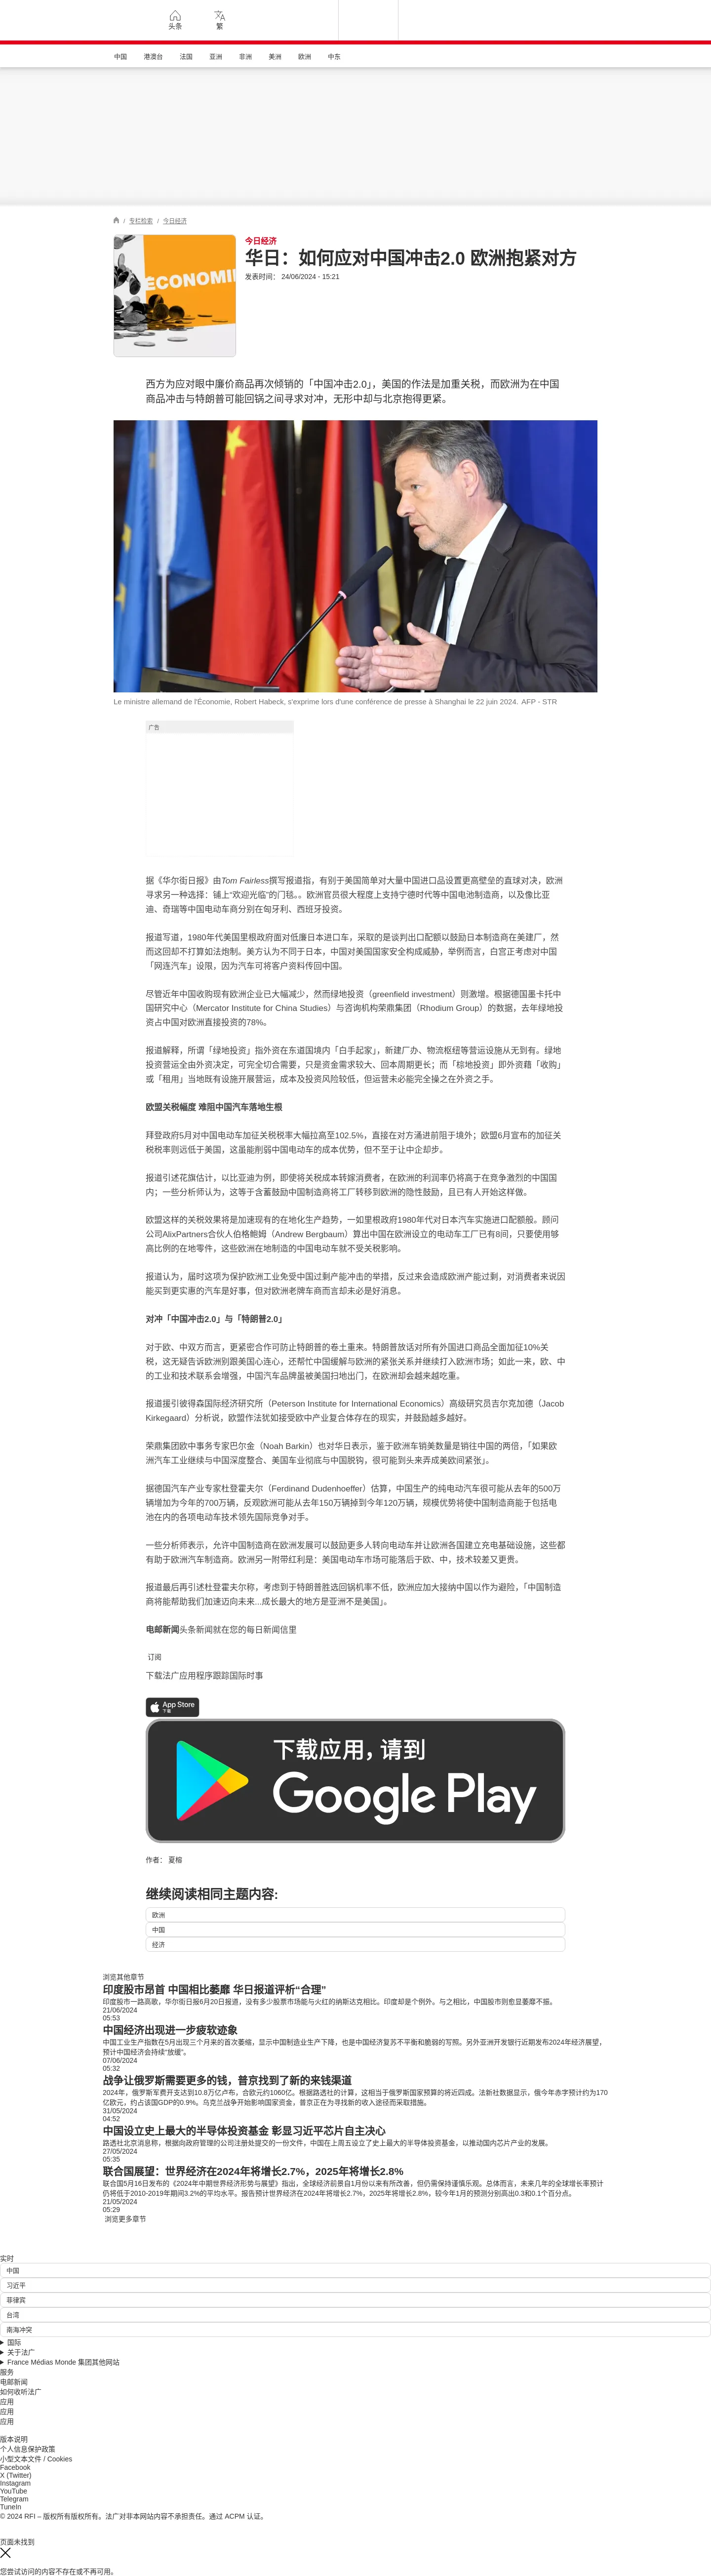 头条
繁
中国 港澳台 法国 亚洲 非洲 美洲 欧洲 中东
/ 专栏检索 / 今日经济
ÉCONOMI
今日经济
华日：如何应对中国冲击2.0 欧洲抱紧对方
发表时间： 24/06/2024 - 15:21
西方为应对眼中廉价商品再次倾销的「中国冲击2.0」，美国的作法是加重关税，而欧洲为在中国
商品冲击与特朗普可能回锅之间寻求对冲，无形中却与北京抱得更紧。
Le ministre allemand de l'Économie, Robert Habeck, s'exprime lors d'une conférence de presse à Shanghai le 22 juin 2024. AFP - STR
广告
据《华尔街日报》由Tom Fairless撰写报道指，有别于美国简单对大量中国进口品设置更高壁垒的直球对决，欧洲
寻求另一种选择：铺上“欢迎光临”的门毯。。欧洲官员很大程度上支持宁德时代等中国电池制造商，以及像比亚
迪、奇瑞等中国电动车商分别在匈牙利、西班牙投资。
报道写道，1980年代美国里根政府面对低廉日本进口车，采取的是谈判出口配额以鼓励日本制造商在美建厂，然
而这回却不打算如法炮制。美方认为不同于日本，中国对美国国家安全构成威胁，举例而言，白宫正考虑对中国
「网连汽车」设限，因为汽车可将客户资料传回中国。
尽管近年中国收购现有欧洲企业已大幅减少，然而绿地投资（greenfield investment）则激增。根据德国墨卡托中
国研究中心（Mercator Institute for China Studies）与咨询机构荣鼎集团（Rhodium Group）的数据，去年绿地投
资占中国对欧洲直接投资的78%。
报道解释，所谓「绿地投资」指外资在东道国境内「白手起家」，新建厂办、物流枢纽等营运设施从无到有。绿地
投资营运全由外资决定，可完全切合需要，只是资金需求较大、回本周期更长；而「棕地投资」即外资藉「收购」
或「租用」当地既有设施开展营运，成本及投资风险较低，但运营未必能完全操之在外资之手。
欧盟关税幅度 难阻中国汽车落地生根
拜登政府5月对中国电动车加征关税税率大幅拉高至102.5%，直接在对方涌进前阻于境外；欧盟6月宣布的加征关
税税率则远低于美国，这虽能削弱中国电动车的成本优势，但不至于让中企却步。
报道引述花旗估计，以比亚迪为例，即使将关税成本转嫁消费者，在欧洲的利润率仍将高于在竞争激烈的中国国
内；一些分析师认为，这等于含蓄鼓励中国制造商将工厂转移到欧洲的隐性鼓励，且已有人开始这样做。
欧盟这样的关税效果将是加速现有的在地化生产趋势，一如里根政府1980年代对日本汽车实施进口配额般。顾问
公司AlixPartners合伙人伯格鲍姆（Andrew Bergbaum）算出中国在欧洲设立的电动车工厂已有8间，只要使用够
高比例的在地零件，这些欧洲在地制造的中国电动车就不受关税影响。
报道认为，届时这项为保护欧洲工业免受中国过剩产能冲击的举措，反过来会造成欧洲产能过剩，对消费者来说因
能买到更实惠的汽车是好事，但对欧洲老牌车商而言却未必是好消息。
对冲「中国冲击2.0」与「特朗普2.0」
对于欧、中双方而言，更紧密合作可防止特朗普的卷土重来。特朗普放话对所有外国进口商品全面加征10%关
税，这无疑告诉欧洲别跟美国心连心，还帮忙中国缓解与欧洲的紧张关系并继续打入欧洲市场；如此一来，欧、中
的工业和技术联系会增强，中国汽车品牌虽被美国扫地出门，在欧洲却会越来越吃重。
报道援引彼得森国际经济研究所（Peterson Institute for International Economics）高级研究员吉尔克加德（Jacob
Kirkegaard）分析说，欧盟作法犹如接受欧中产业复合体存在的现实，并鼓励越多越好。
荣鼎集团欧中事务专家巴尔金（Noah Barkin）也对华日表示，鉴于欧洲车销美数量是销往中国的两倍，「如果欧
洲汽车工业继续与中国深度整合、美国车业彻底与中国脱钩，很可能到头来弄成美欧间紧张」。
据德国汽车产业专家杜登霍夫尔（Ferdinand Dudenhoeffer）估算，中国生产的纯电动汽车很可能从去年的500万
辆增加为今年的700万辆，反观欧洲可能从去年150万辆掉到今年120万辆，规模优势将使中国制造商能于包括电
池在内的各项电动车技术领先国际竞争对手。
一些分析师表示，允许中国制造商在欧洲发展可以鼓励更多人转向电动车并让欧洲各国建立充电基础设施，这些都
有助于欧洲汽车制造商。欧洲另一附带红利是：美国电动车市场可能落后于欧、中，技术较差又更贵。
报道最后再引述杜登霍夫尔称，考虑到于特朗普胜选回锅机率不低，欧洲应加大接纳中国以作为避险，「中国制造
商将能帮助我们加速迈向未来...成长最大的地方是亚洲不是美国」。
电邮新闻头条新闻就在您的每日新闻信里
订阅
下载法广应用程序跟踪国际时事
App Store
下载
下载应用，请到
Google Play
作者： 夏榕
继续阅读相同主题内容:
欧洲
中国
经济
浏览其他章节
印度股市昂首 中国相比萎靡 华日报道评析“合理”
印度股市一路高歌，华尔街日报6月20日报道，没有多少股票市场能与火红的纳斯达克相比。印度却是个例外。与之相比，中国股市则愈显萎靡不振。
21/06/2024
05:53
中国经济出现进一步疲软迹象
中国工业生产指数在5月出现三个月来的首次萎缩，显示中国制造业生产下降，也是中国经济复苏不平衡和脆弱的写照。另外亚洲开发银行近期发布2024年经济展望，
预计中国经济会持续“放缓”。
07/06/2024
05:32
战争让俄罗斯需要更多的钱，普京找到了新的来钱渠道
2024年，俄罗斯军费开支达到10.8万亿卢布，合欧元约1060亿。根据路透社的计算，这相当于俄罗斯国家预算的将近四成。法新社数据显示，俄今年赤字预计约为170
亿欧元，约占该国GDP的0.9%。乌克兰战争开始影响国家资金，普京正在为寻找新的收入途径而采取措施。
31/05/2024
04:52
中国设立史上最大的半导体投资基金 彰显习近平芯片自主决心
路透社北京消息称，根据向政府管理的公司注册处提交的一份文件，中国在上周五设立了史上最大的半导体投资基金，以推动国内芯片产业的发展。
27/05/2024
05:35
联合国展望：世界经济在2024年将增长2.7%，2025年将增长2.8%
联合国5月16日发布的《2024年中期世界经济形势与展望》指出，全球经济前景自1月份以来有所改善，但仍需保持谨慎乐观。总体而言，未来几年的全球增长率预计
仍将低于2010-2019年期间3.2%的平均水平。报告预计世界经济在2024年将增长2.7%，2025年将增长2.8%，较今年1月的预测分别高出0.3和0.1个百分点。
21/05/2024
05:29
浏览更多章节
实时
中国
习近平
菲律宾
台湾
南海冲突
国际
关于法广
France Médias Monde 集团其他网站
服务
电邮新闻
如何收听法广
应用
应用
应用
版本说明
个人信息保护政策
小型文本文件 / Cookies
Facebook
X (Twitter)
Instagram
YouTube
Telegram
TuneIn
© 2024 RFI – 版权所有版权所有。法广对非本网站内容不承担责任。通过 ACPM 认证。
页面未找到
您尝试访问的内容不存在或不再可用。